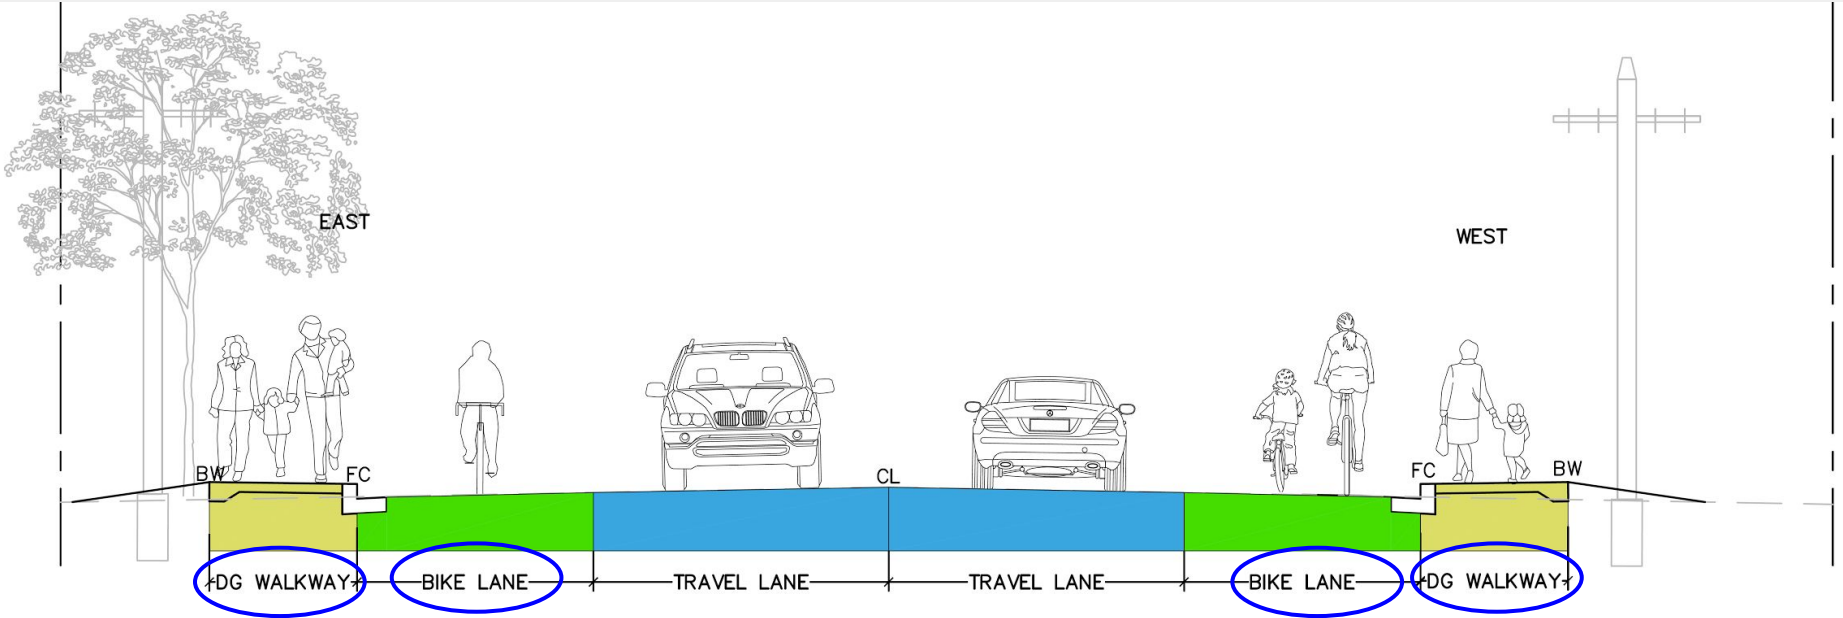 EAST
WEST
BW
FC
CL
FC
BW
DG WALKWAY
BIKE LANE
TRAVEL LANE
TRAVEL LANE
BIKE LANE
DG WALKWAY